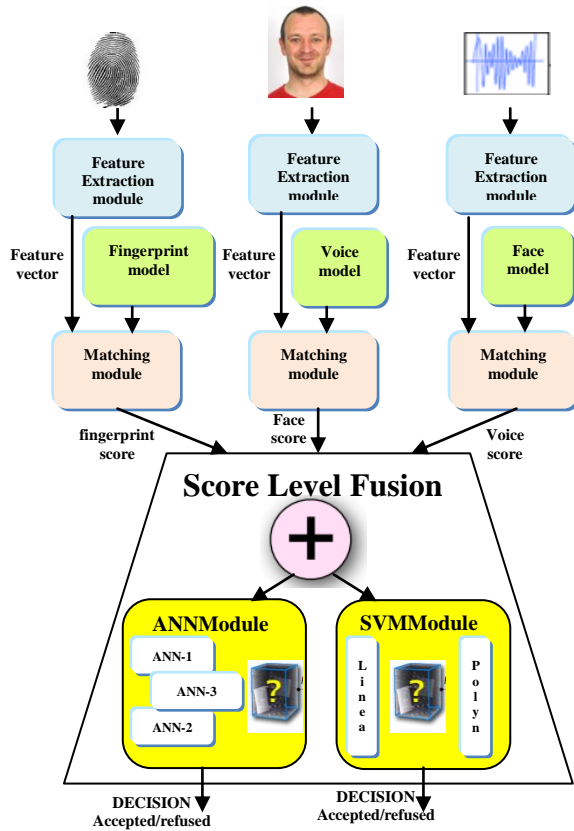 Feature
Extraction
module
Feature
Extraction
module
Feature
Extraction
module
Feature
vector
Fingerprint
model
Feature
vector
Voice
model
Feature
vector
Face
model
Matching
module
Matching
module
Matching
module
fingerprint
score
Face
score
Voice
score
Score Level Fusion
+
ANNModule
ANN-1
ANN-3
ANN-2
?
SVMModule
Linea
?
Polyn
DECISION
Accepted/refused
DECISION
Accepted/refused